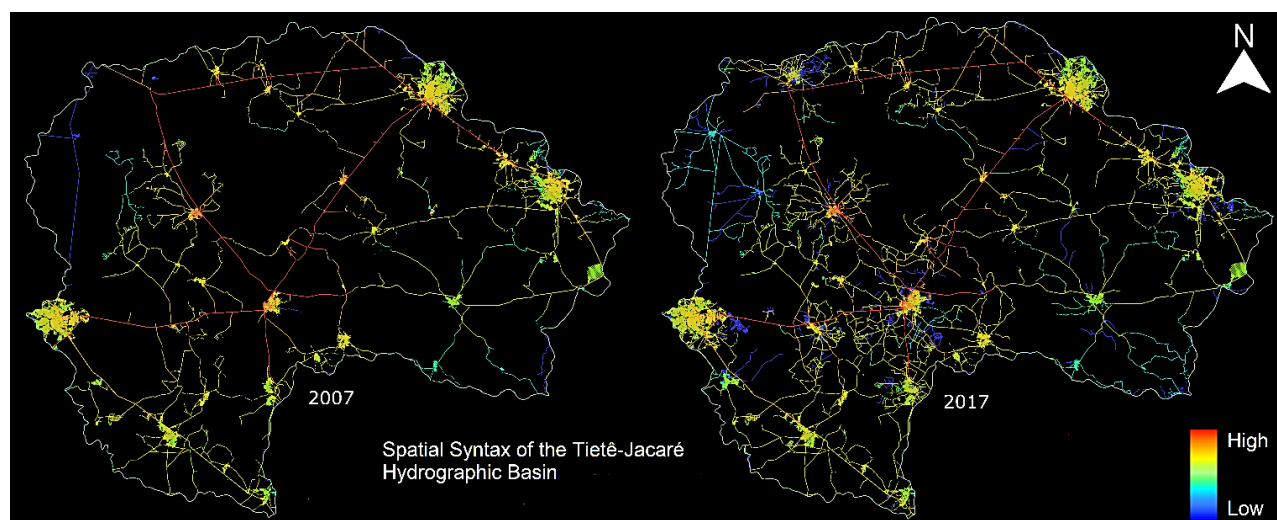 N
2007
2017
Spatial Syntax of the Tietê-Jacaré
Hydrographic Basin
High
Low